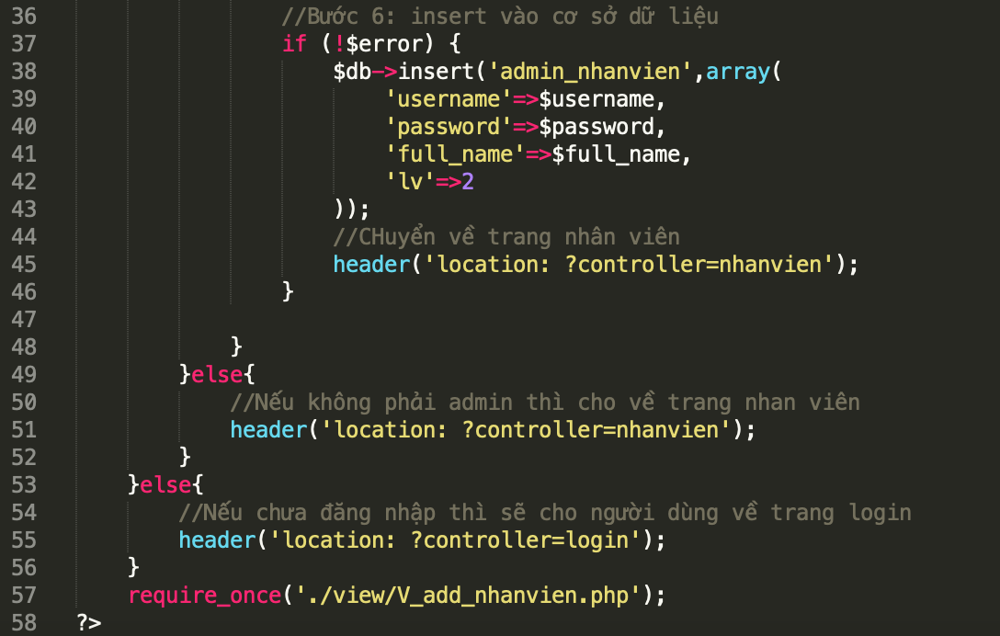 36 //Bước 6: insert vào cơ sở dữ liệu
37 if (!$error) {
38 $db->insert('admin_nhanvien',array(
39 'username'=>$username,
40 'password'=>$password,
41 'full_name'=>$full_name,
42 'lv'=>2
43 ));
44 //CHuyển về trang nhân viên
45 header('location: ?controller=nhanvien');
46 }
47
48 }
49 }else{
50 //Nếu không phải admin thì cho về trang nhan viên
51 header('location: ?controller=nhanvien');
52 }
53 }else{
54 //Nếu chưa đăng nhập thì sẽ cho người dùng về trang login
55 header('location: ?controller=login');
56 }
57 require_once('./view/V_add_nhanvien.php');
58 ?>